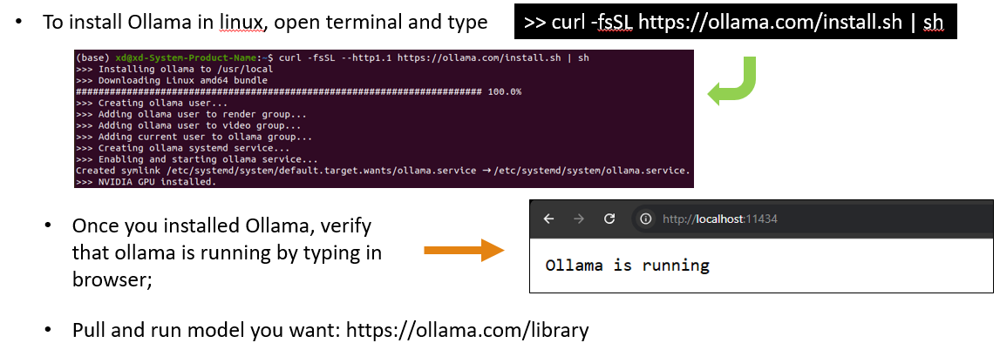 • To install Ollama in linux, open terminal and type
>> curl -fsSL https://ollama.com/install.sh | sh
(base) xd@xd-System-Product-Name:~$ curl -fsSL --http1.1 https://ollama.com/install.sh | sh
>>> Installing ollama to /usr/local
>>> Downloading Linux amd64 bundle
######################################################################## 100.0%
>>> Creating ollama user...
>>> Adding ollama user to render group...
>>> Adding ollama user to video group...
>>> Adding current user to ollama group...
>>> Creating ollama systemd service...
>>> Enabling and starting ollama service...
Created symlink /etc/systemd/system/default.target.wants/ollama.service → /etc/systemd/system/ollama.service.
>>> NVIDIA GPU installed.
• Once you installed Ollama, verify
that ollama is running by typing in
browser;
http://localhost:11434
Ollama is running
• Pull and run model you want: https://ollama.com/library